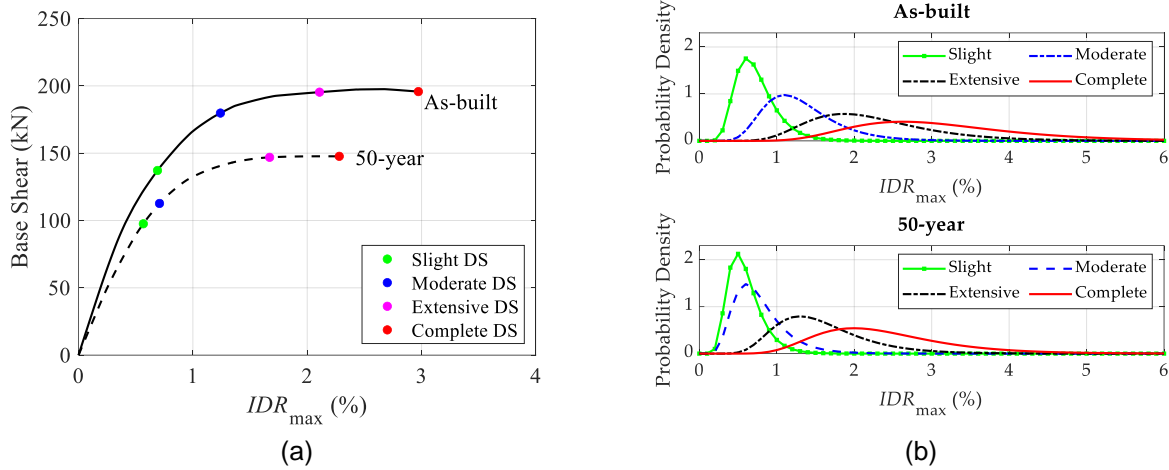 250
200
150
100
50
0
Base Shear (kN)
As-built
50-year
Slight DS
Moderate DS
Extensive DS
Complete DS
0 1 2 3 4
IDRmax (%)
(a)
As-built
Probability Density
2
1
0
Slight Moderate
Extensive Complete
0 1 2 3 4 5 6
IDRmax (%)
50-year
Probability Density
2
1
0
Slight Moderate
Extensive Complete
0 1 2 3 4 5 6
IDRmax (%)
(b)